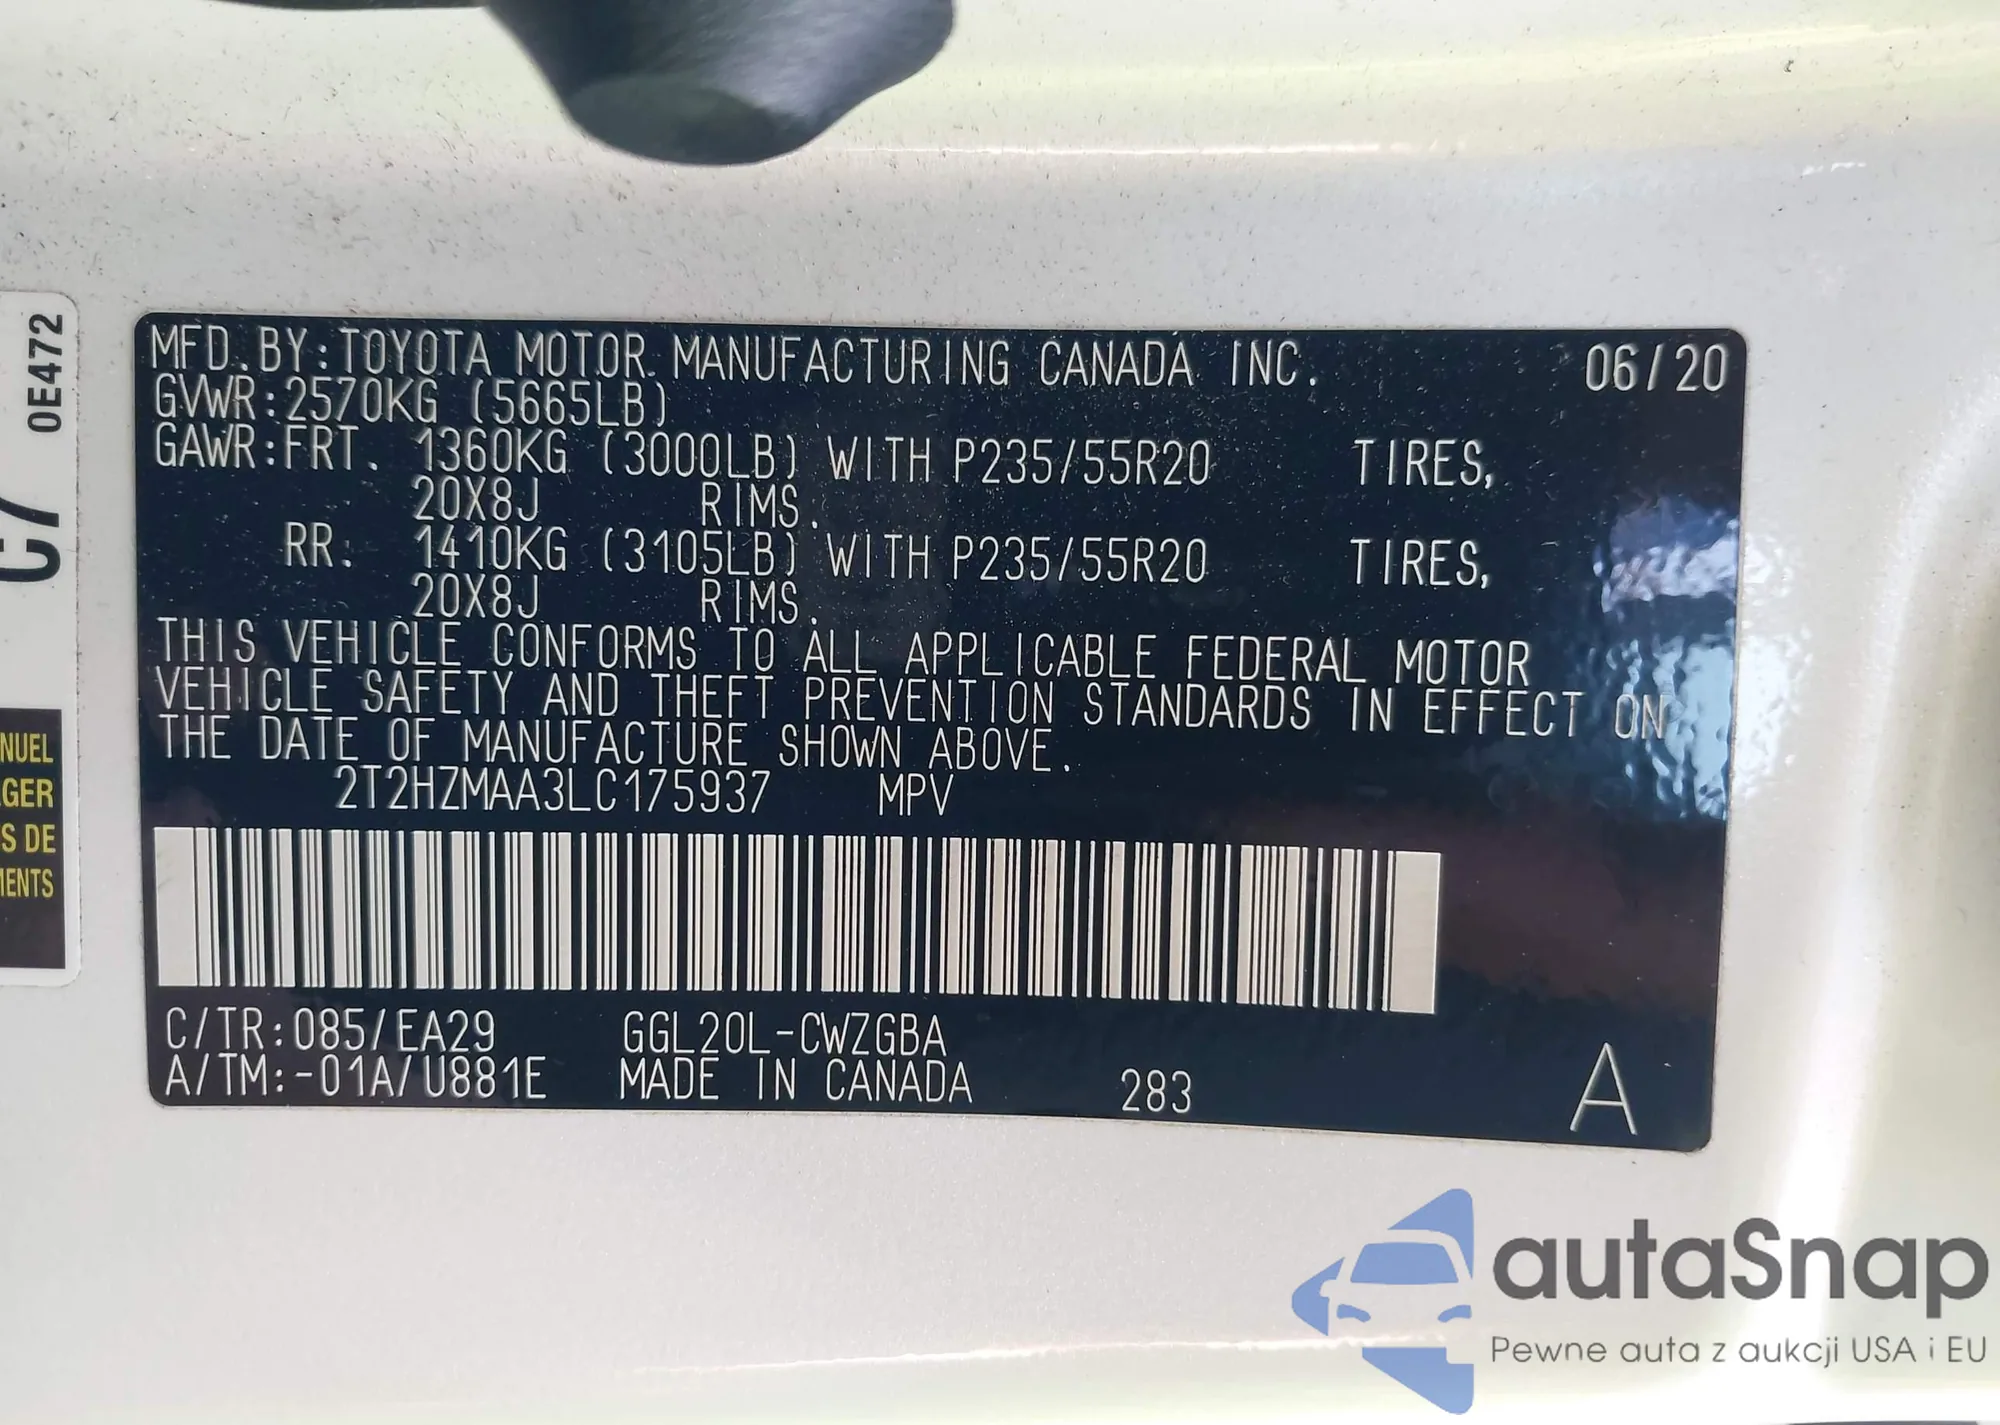 0E472
C7
NUEL
GER
S DE
MENTS
MFD. BY:TOYOTA MOTOR MANUFACTURING CANADA INC. 06/20
GVWR:2570KG (5665LB)
GAWR:FRT. 1360KG (3000LB) WITH P235/55R20 TIRES,
20X8J RIMS.
RR. 1410KG (3105LB) WITH P235/55R20 TIRES,
20X8J RIMS.
THIS VEHICLE CONFORMS TO ALL APPLICABLE FEDERAL MOTOR
VEHICLE SAFETY AND THEFT PREVENTION STANDARDS IN EFFECT ON
THE DATE OF MANUFACTURE SHOWN ABOVE.
2T2HZMAA3LC175937 MPV
C/TR:085/EA29 GGL20L-CWZGBA
A/TM:-01A/U881E MADE IN CANADA 283 A
autaSnap
Pewne auta z aukcji USA i EU